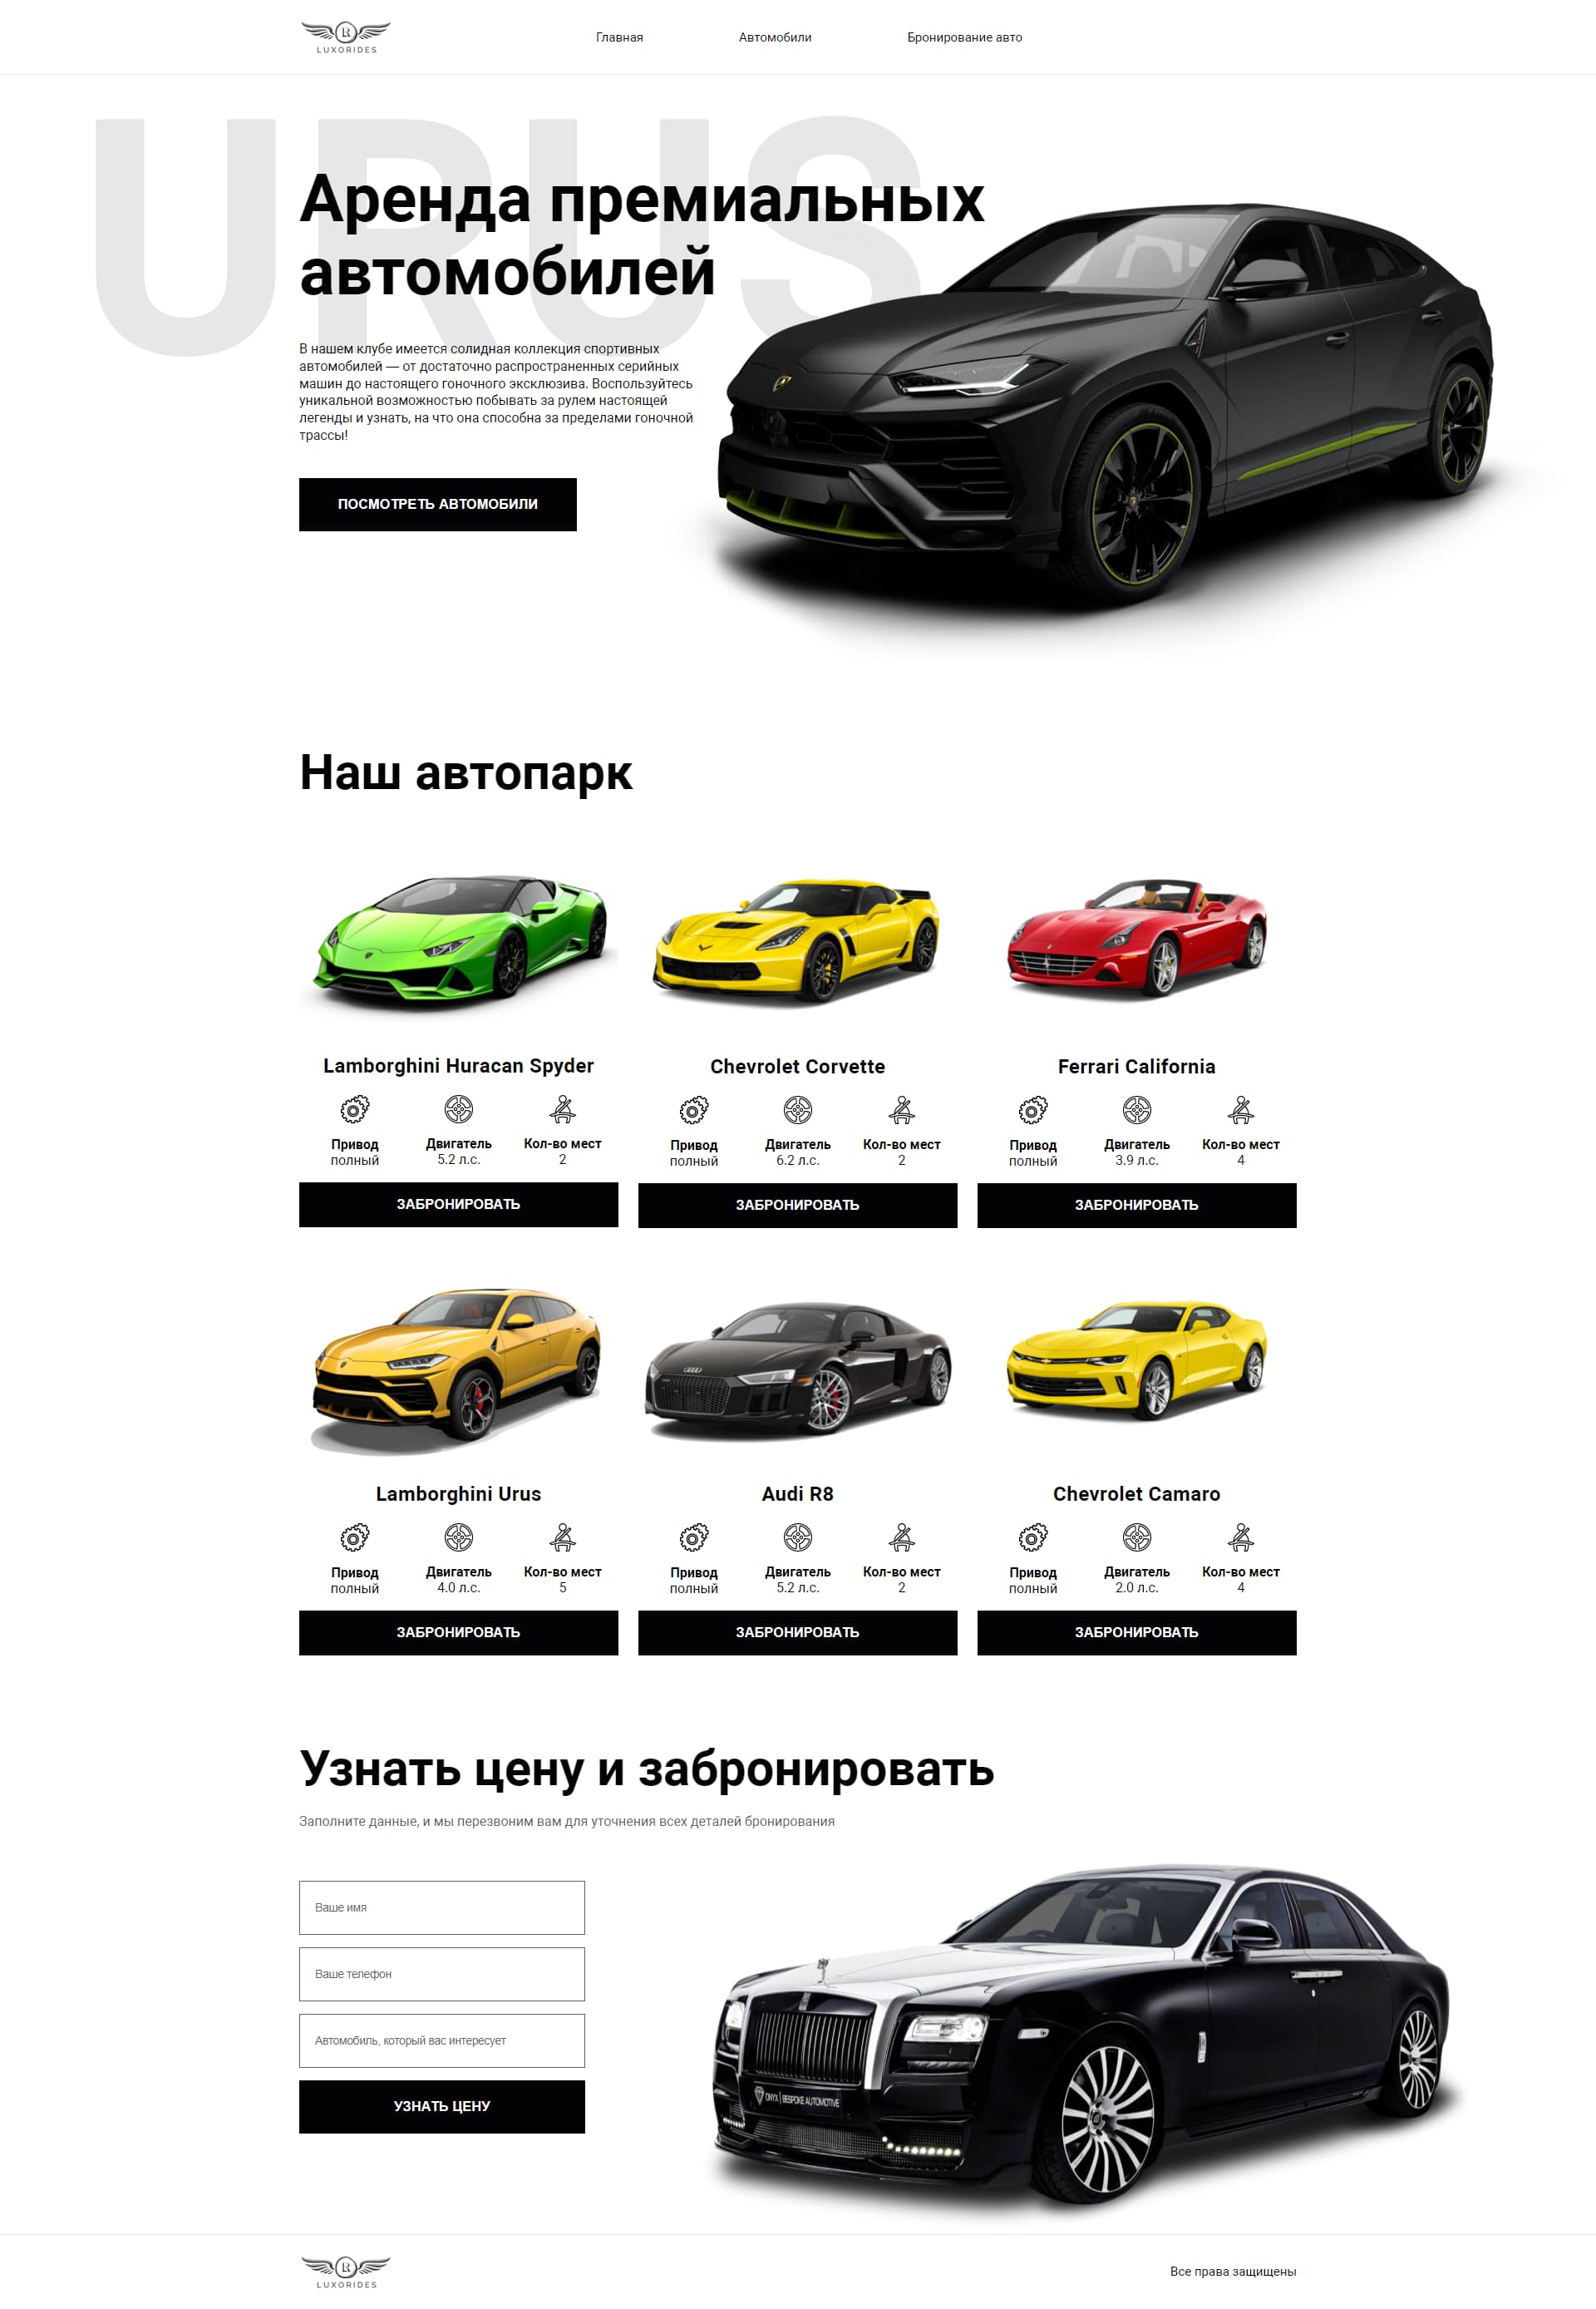 LR
LUXORIDES
Главная
Автомобили
Бронирование авто
URUS
Аренда премиальных
автомобилей
В нашем клубе имеется солидная коллекция спортивных
автомобилей — от достаточно распространенных серийных
машин до настоящего гоночного эксклюзива. Воспользуйтесь
уникальной возможностью побывать за рулем настоящей
легенды и узнать, на что она способна за пределами гоночной
трассы!
ПОСМОТРЕТЬ АВТОМОБИЛИ
Наш автопарк
Lamborghini Huracan Spyder
Привод
полный
Двигатель
5.2 л.с.
Кол-во мест
2
ЗАБРОНИРОВАТЬ
Chevrolet Corvette
Привод
полный
Двигатель
6.2 л.с.
Кол-во мест
2
ЗАБРОНИРОВАТЬ
Ferrari California
Привод
полный
Двигатель
3.9 л.с.
Кол-во мест
4
ЗАБРОНИРОВАТЬ
Lamborghini Urus
Привод
полный
Двигатель
4.0 л.с.
Кол-во мест
5
ЗАБРОНИРОВАТЬ
Audi R8
Привод
полный
Двигатель
5.2 л.с.
Кол-во мест
2
ЗАБРОНИРОВАТЬ
Chevrolet Camaro
Привод
полный
Двигатель
2.0 л.с.
Кол-во мест
4
ЗАБРОНИРОВАТЬ
Узнать цену и забронировать
Заполните данные, и мы перезвоним вам для уточнения всех деталей бронирования
Ваше имя
Ваше телефон
Автомобиль, который вас интересует
УЗНАТЬ ЦЕНУ
ONYX | BESPOKE AUTOMOTIVE
LR
LUXORIDES
Все права защищены